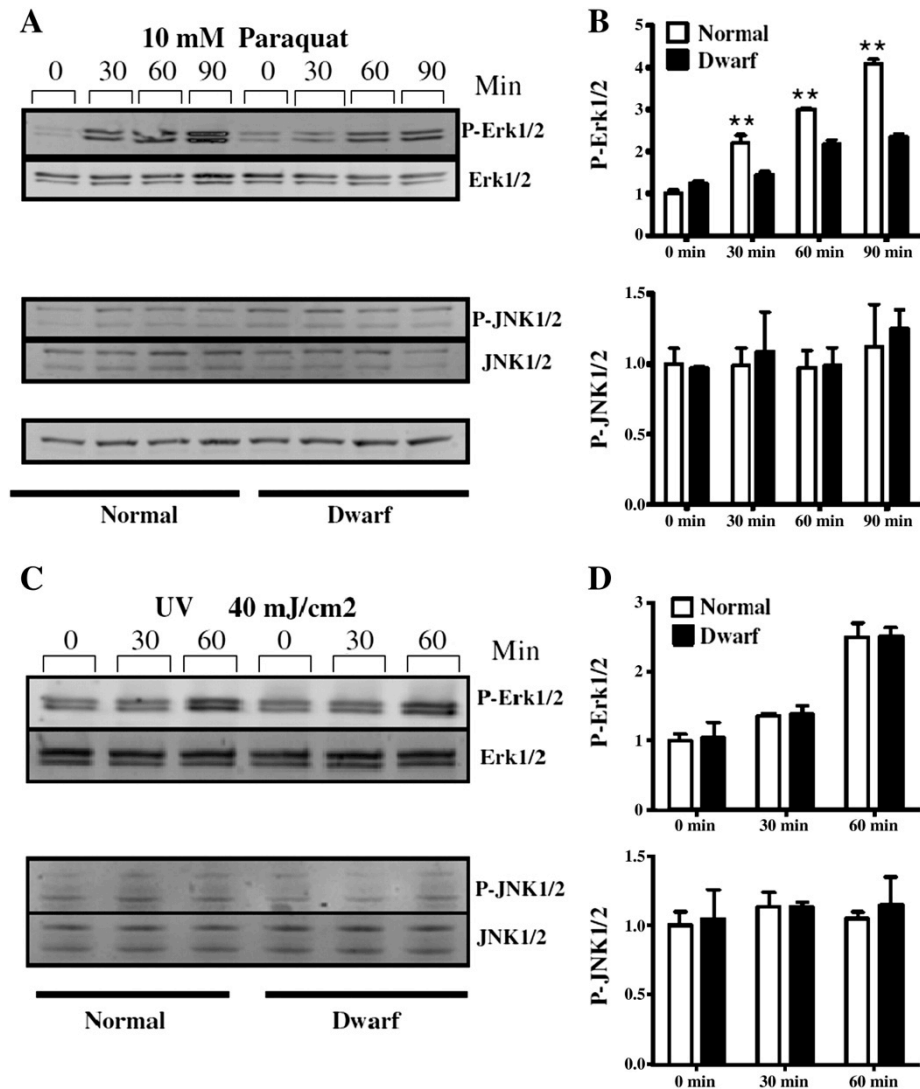 A
10 mM Paraquat
0 30 60 90 0 30 60 90 Min
P-Erk1/2
Erk1/2
P-JNK1/2
JNK1/2
Normal Dwarf
B
Normal
Dwarf
P-Erk1/2
5
4
3
2
1
0
** ** **
0 min 30 min 60 min 90 min
P-JNK1/2
1.5
1.0
0.5
0.0
0 min 30 min 60 min 90 min
C
UV 40 mJ/cm2
0 30 60 0 30 60 Min
P-Erk1/2
Erk1/2
P-JNK1/2
JNK1/2
Normal Dwarf
D
Normal
Dwarf
P-Erk1/2
3
2
1
0
0 min 30 min 60 min
P-JNK1/2
1.5
1.0
0.5
0.0
0 min 30 min 60 min